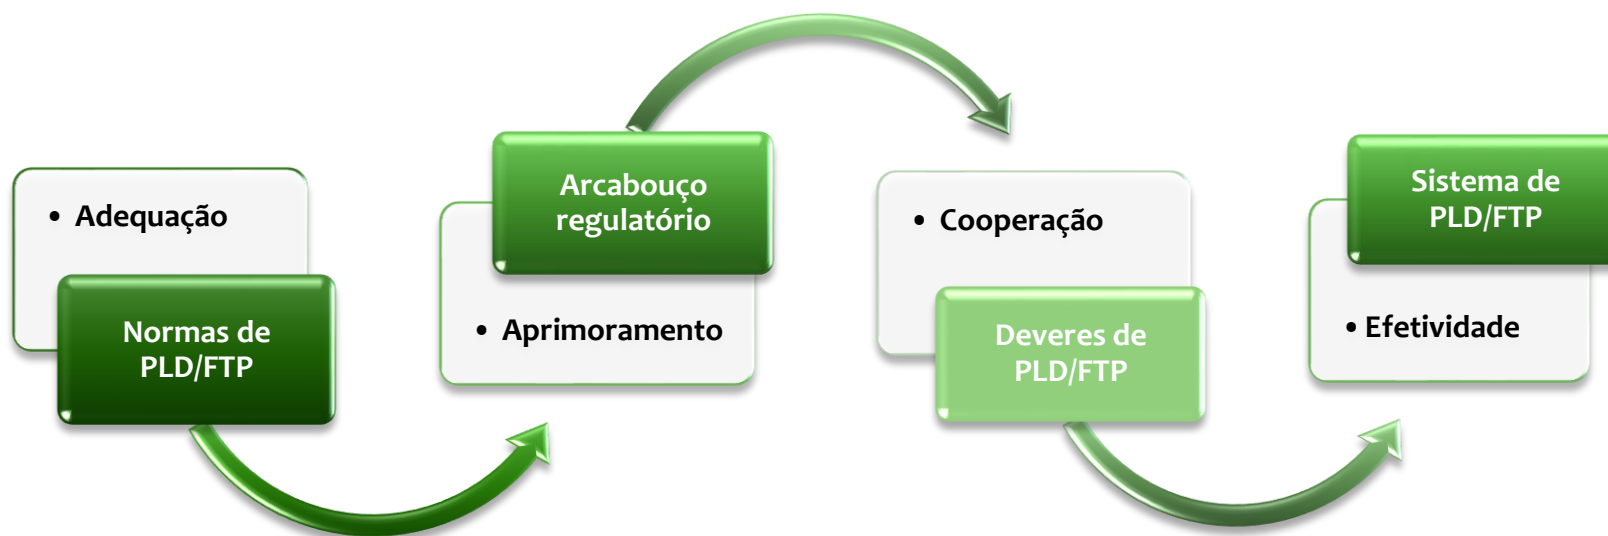 • Adequação
Normas de
PLD/FTP
Arcabouço
regulatório
• Aprimoramento
• Cooperação
Deveres de
PLD/FTP
Sistema de
PLD/FTP
• Efetividade